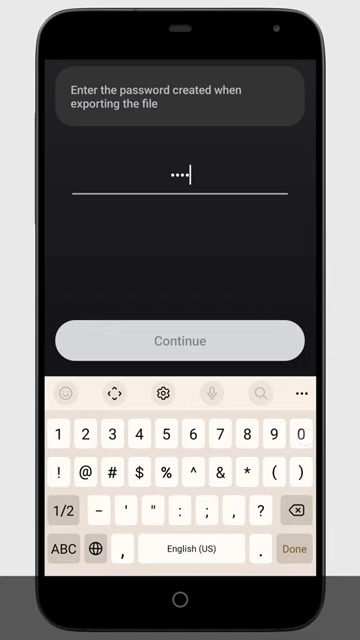 Enter the password created when
exporting the file
••••
Continue
1 2 3 4 5 6 7 8 9 0
! @ # $ % ^ & * ( )
1/2 - ' " : ; , ?
ABC , English (US) . Done